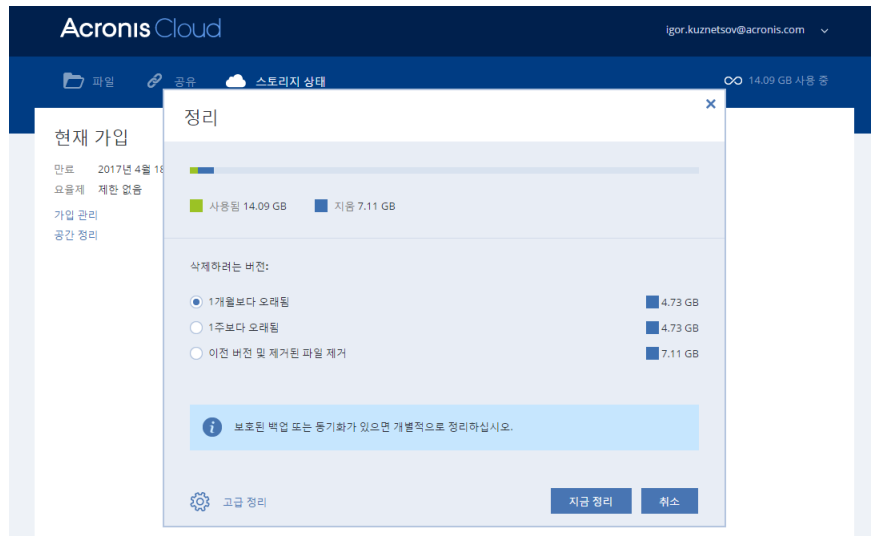 Acronis Cloud
igor.kuznetsov@acronis.com
파일
공유
스토리지 상태
14.09 GB 사용 중
현재 가입
만료 2017년 4월 18
요율제 제한 없음
가입 관리
공간 정리
정리
사용됨 14.09 GB
지움 7.11 GB
삭제하려는 버전:
1개월보다 오래됨 4.73 GB
1주보다 오래됨 4.73 GB
이전 버전 및 제거된 파일 제거 7.11 GB
보호된 백업 또는 동기화가 있으면 개별적으로 정리하십시오.
고급 정리
지금 정리
취소